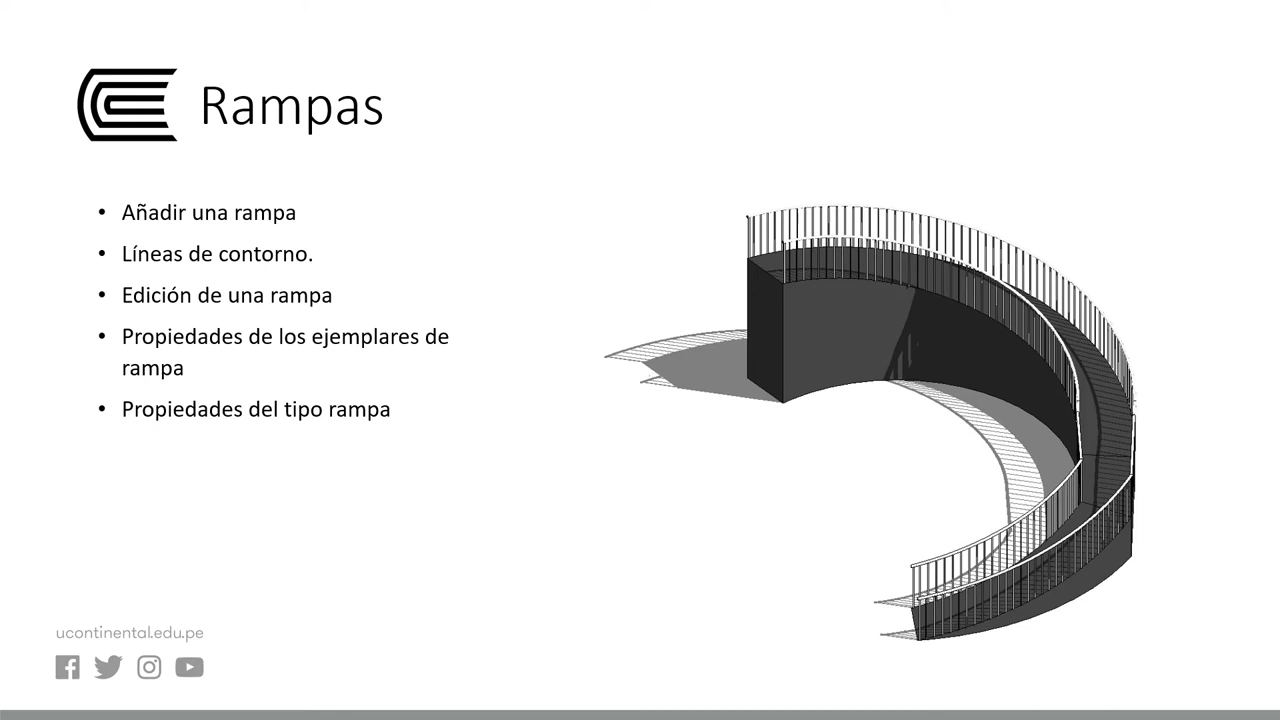 Rampas
• Añadir una rampa
• Líneas de contorno.
• Edición de una rampa
• Propiedades de los ejemplares de
rampa
• Propiedades del tipo rampa
ucontinental.edu.pe